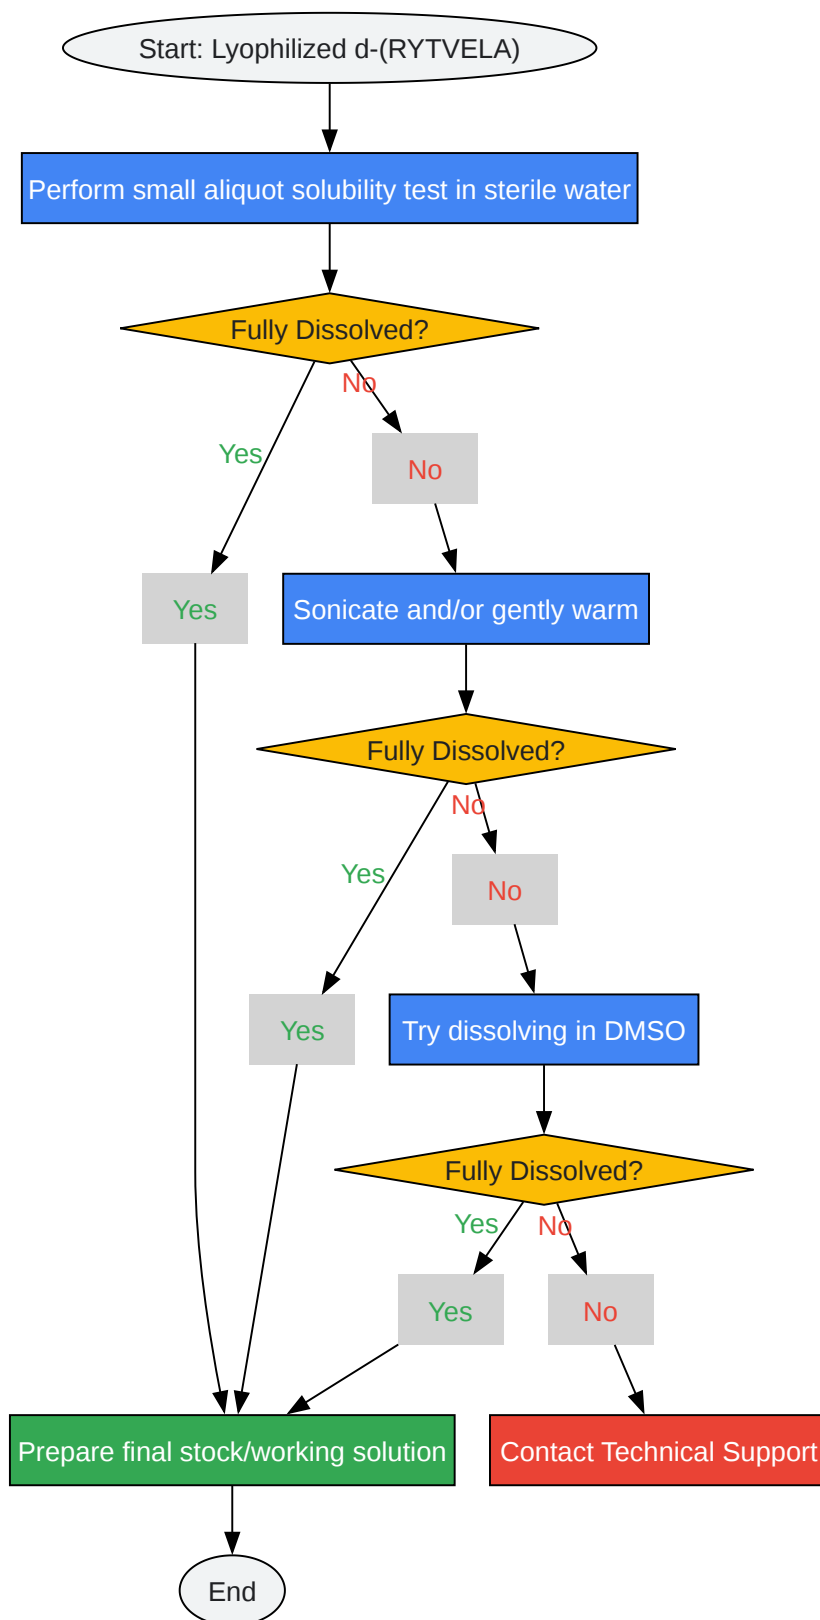 Start: Lyophilized d-(RYTVELA)
Perform small aliquot solubility test in sterile water
Fully Dissolved?
No
Yes
No
Yes
Sonicate and/or gently warm
Fully Dissolved?
No
Yes
No
Yes
Try dissolving in DMSO
Fully Dissolved?
Yes
No
Yes
No
Prepare final stock/working solution
Contact Technical Support
End